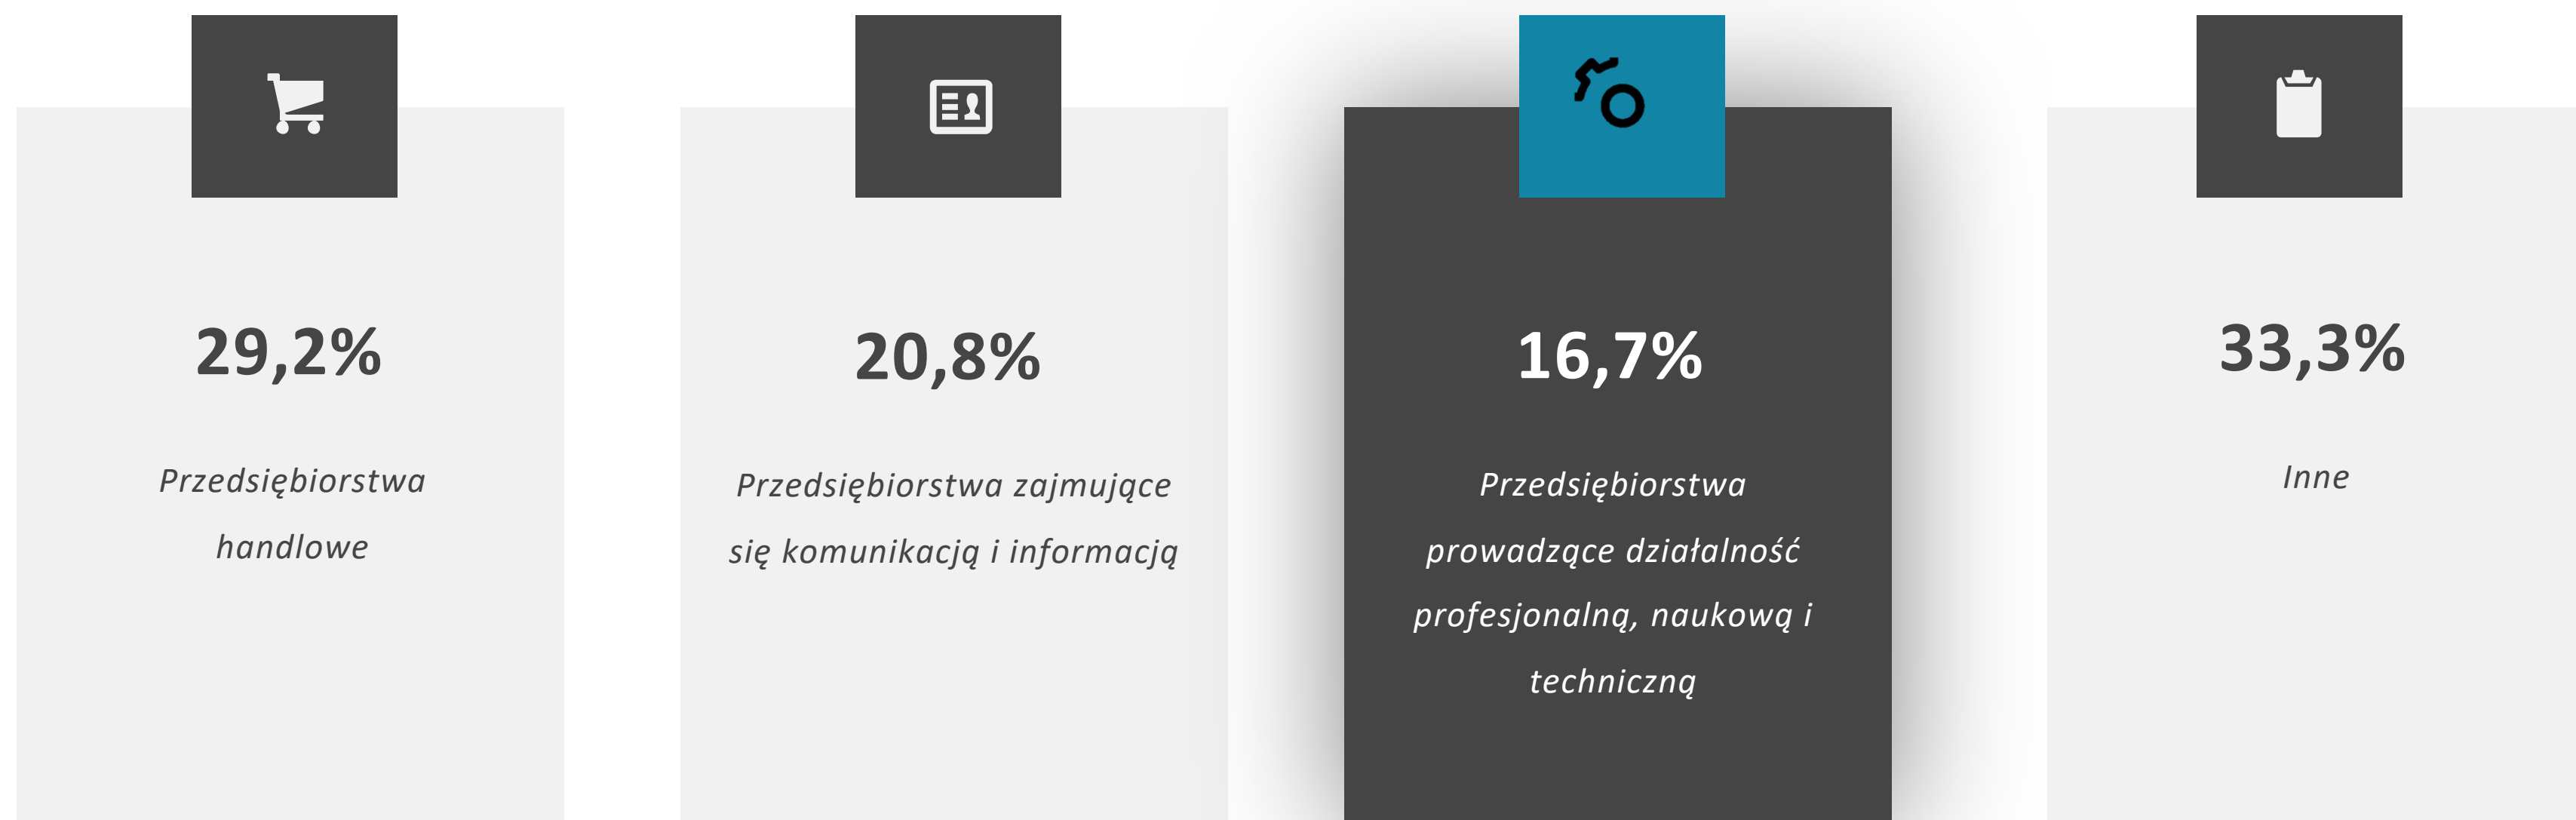 29,2%
Przedsiębiorstwa
handlowe
20,8%
Przedsiębiorstwa zajmujące
się komunikacją i informacją
16,7%
Przedsiębiorstwa
prowadzące działalność
profesjonalną, naukową i
techniczną
33,3%
Inne